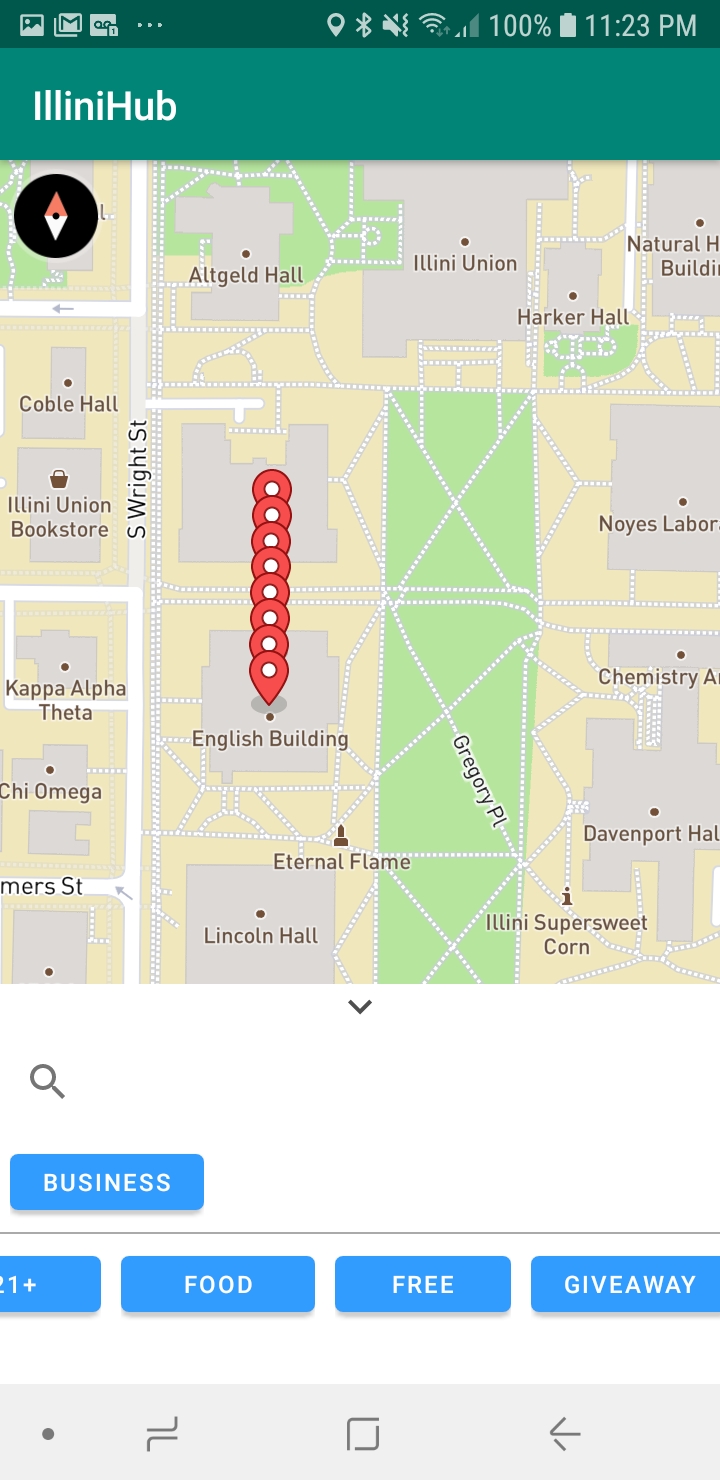 100% 11:23 PM
IlliniHub
Altgeld Hall
Illini Union
Natural H
Buildin
Harker Hall
Coble Hall
S Wright St
Illini Union
Bookstore
Noyes Labor
Kappa Alpha
Theta
Chemistry A
English Building
Gregory Pl
Chi Omega
Davenport Hal
Eternal Flame
mers St
Lincoln Hall
Illini Supersweet
Corn
BUSINESS
21+
FOOD
FREE
GIVEAWAY